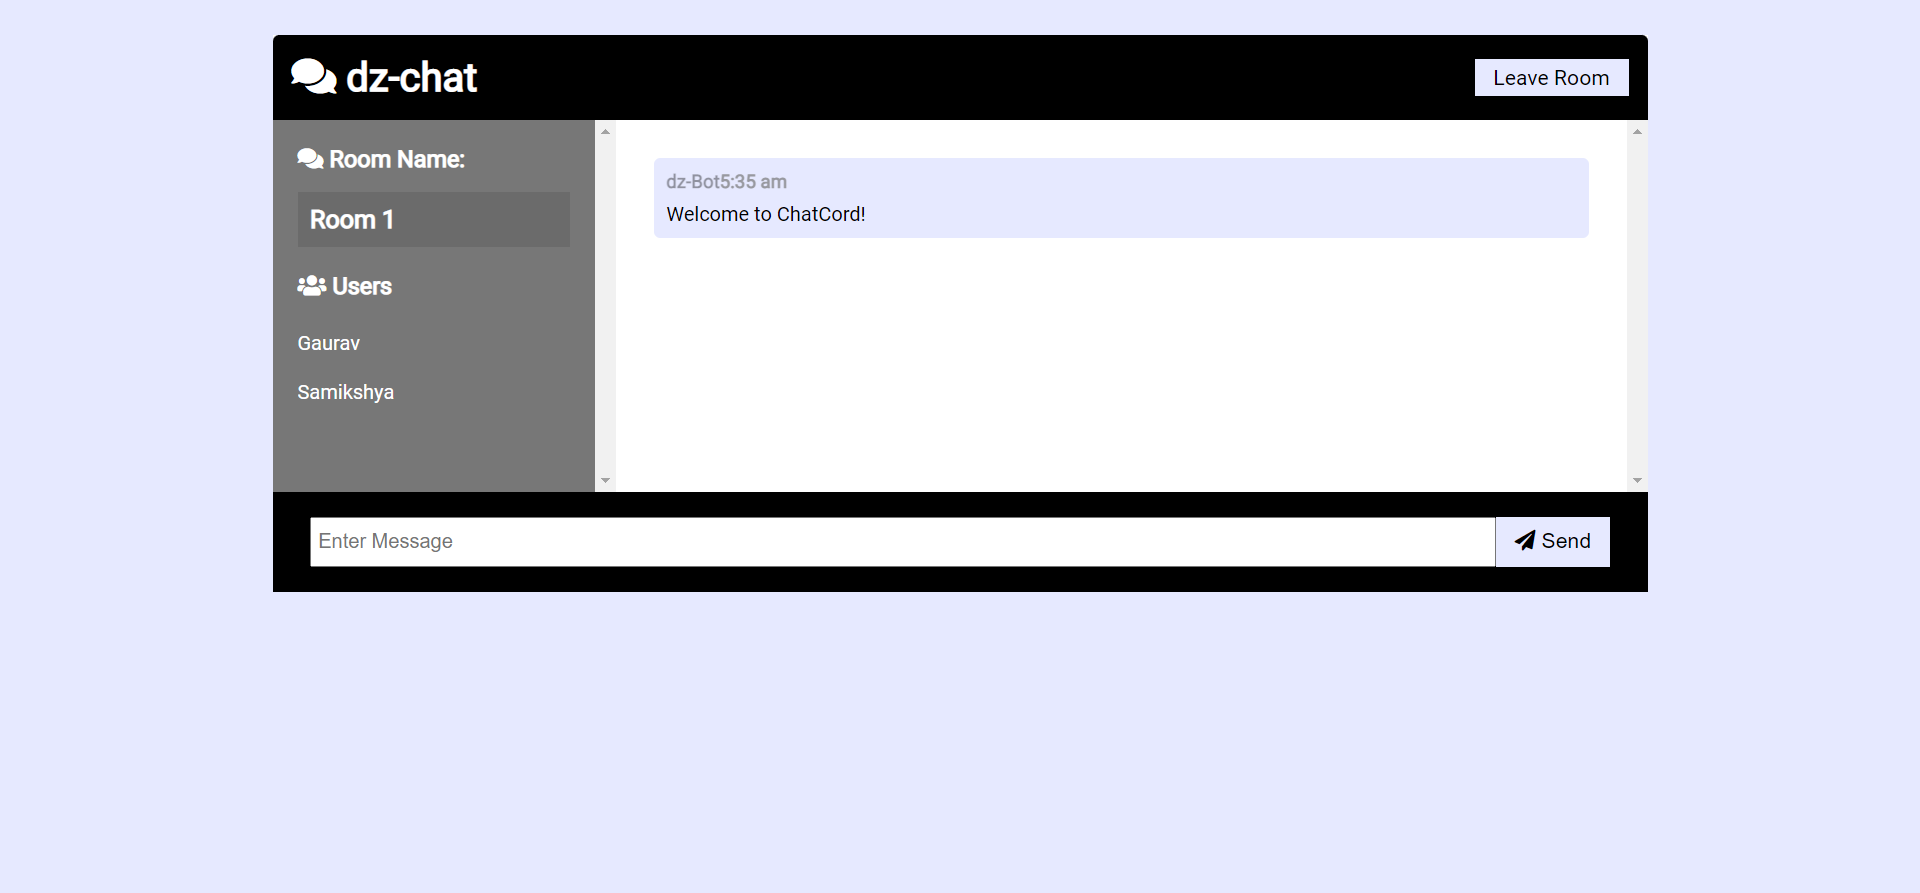 dz-chat
Leave Room
Room Name:
Room 1
Users
Gaurav
Samikshya
dz-Bot5:35 am
Welcome to ChatCord!
Enter Message
Send